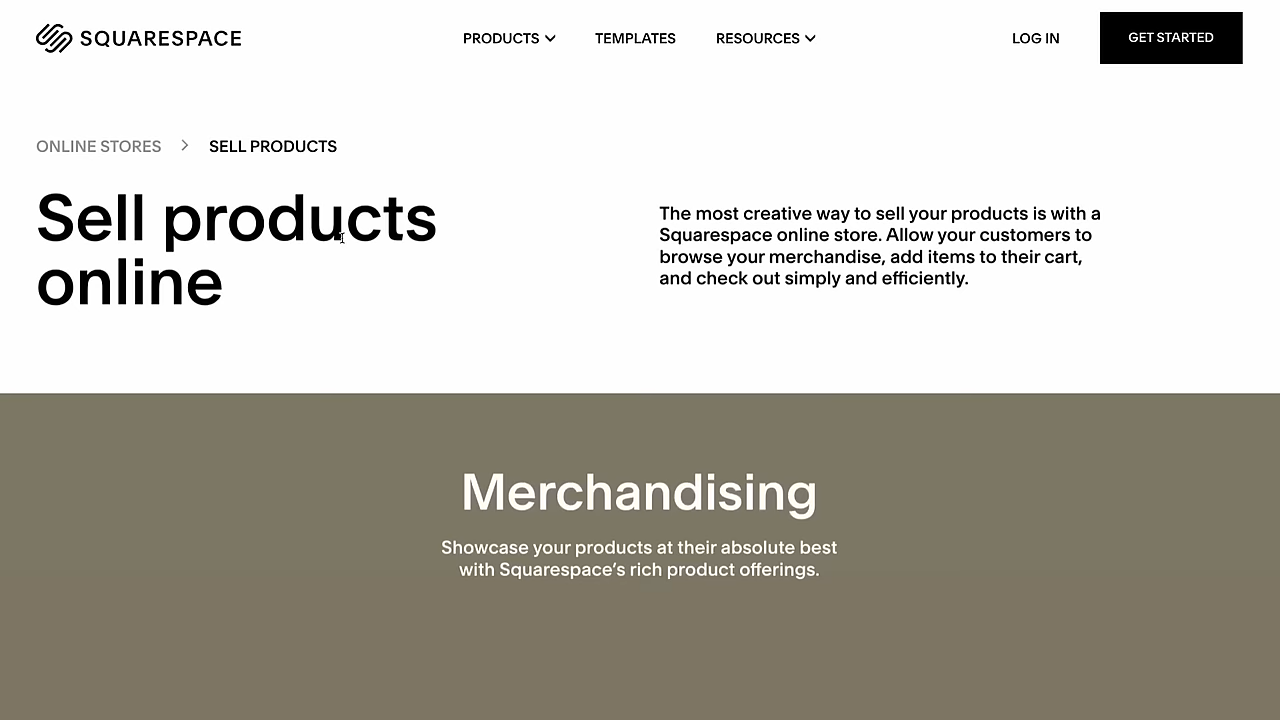 SQUARESPACE
PRODUCTS
TEMPLATES
RESOURCES
LOG IN
GET STARTED
ONLINE STORES
SELL PRODUCTS
Sell products
online
The most creative way to sell your products is with a
Squarespace online store. Allow your customers to
browse your merchandise, add items to their cart,
and check out simply and efficiently.
Merchandising
Showcase your products at their absolute best
with Squarespace’s rich product offerings.